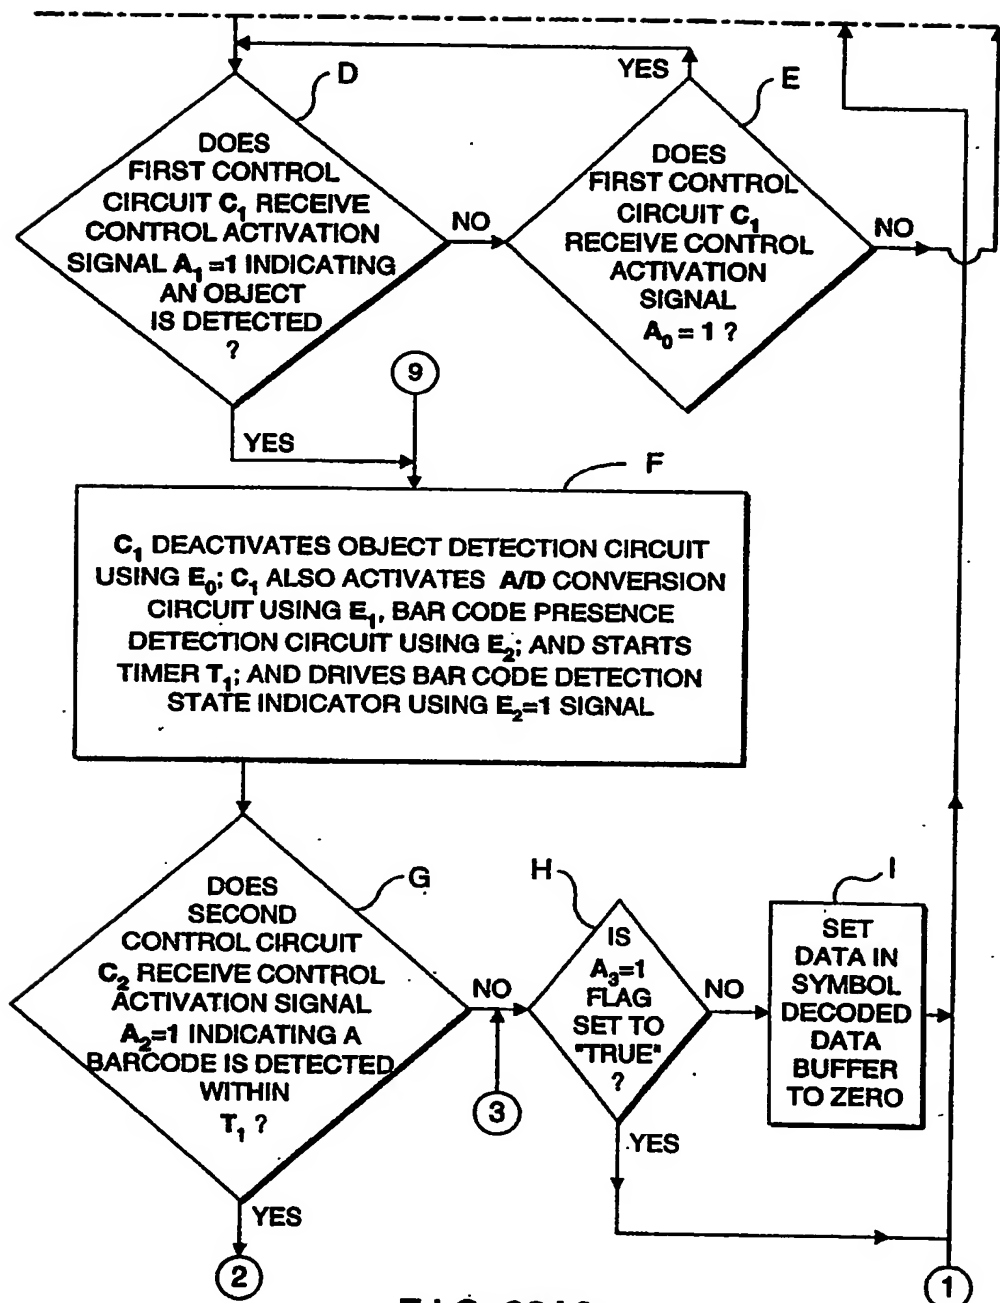 D
DOES
FIRST CONTROL
CIRCUIT C₁ RECEIVE
CONTROL ACTIVATION
SIGNAL A₁ =1 INDICATING
AN OBJECT
IS DETECTED
?
NO
YES
YES
E
DOES
FIRST CONTROL
CIRCUIT C₁
RECEIVE CONTROL
ACTIVATION
SIGNAL
A₀ = 1 ?
NO
9
F
C₁ DEACTIVATES OBJECT DETECTION CIRCUIT
USING E₀; C₁ ALSO ACTIVATES A/D CONVERSION
CIRCUIT USING E₁, BAR CODE PRESENCE
DETECTION CIRCUIT USING E₂; AND STARTS
TIMER T₁; AND DRIVES BAR CODE DETECTION
STATE INDICATOR USING E₂=1 SIGNAL
G
DOES
SECOND
CONTROL CIRCUIT
C₂ RECEIVE CONTROL
ACTIVATION SIGNAL
A₂=1 INDICATING A
BARCODE IS DETECTED
WITHIN
T₁ ?
NO
YES
3
H
IS
A₃=1
FLAG
SET TO
"TRUE"
?
NO
YES
I
SET
DATA IN
SYMBOL
DECODED
DATA
BUFFER
TO ZERO
2
1